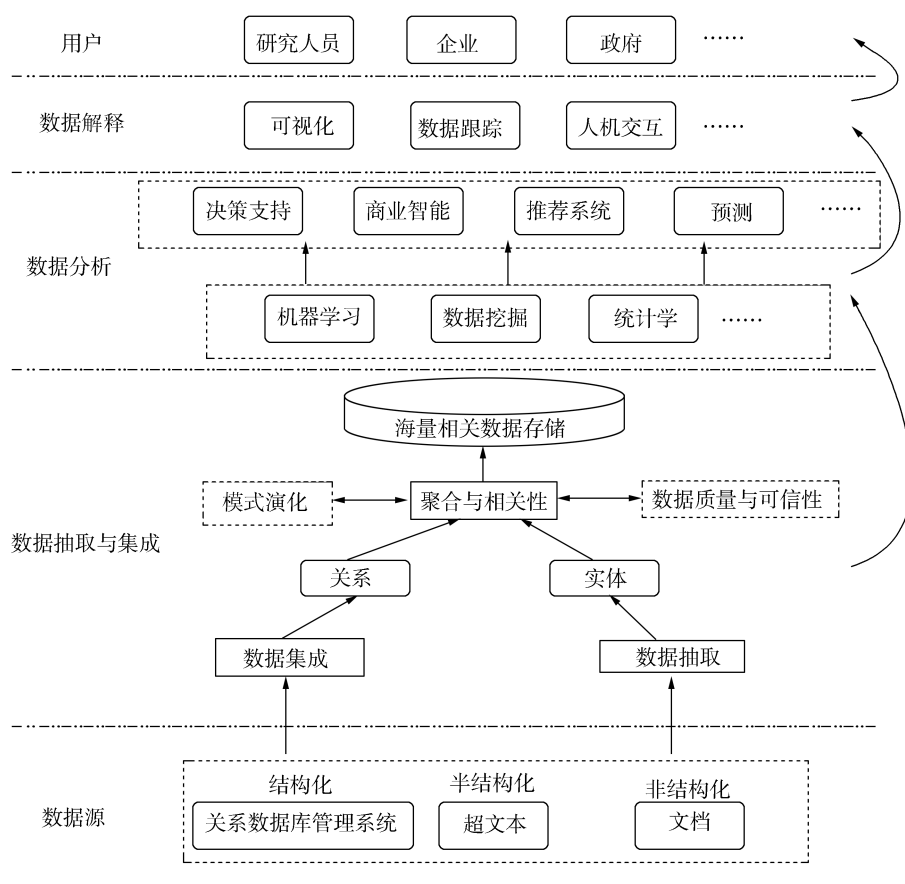 用户
研究人员
企业
政府
……
数据解释
可视化
数据跟踪
人机交互
……
决策支持
商业智能
推荐系统
预测
……
数据分析
机器学习
数据挖掘
统计学
……
海量相关数据存储
模式演化
聚合与相关性
数据质量与可信性
数据抽取与集成
关系
实体
数据集成
数据抽取
数据源
结构化
半结构化
非结构化
关系数据库管理系统
超文本
文档